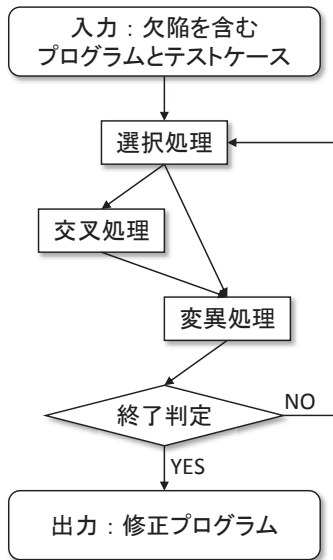 入力：欠陥を含む
プログラムとテストケース
選択処理
交叉処理
変異処理
終了判定
NO
YES
出力：修正プログラム